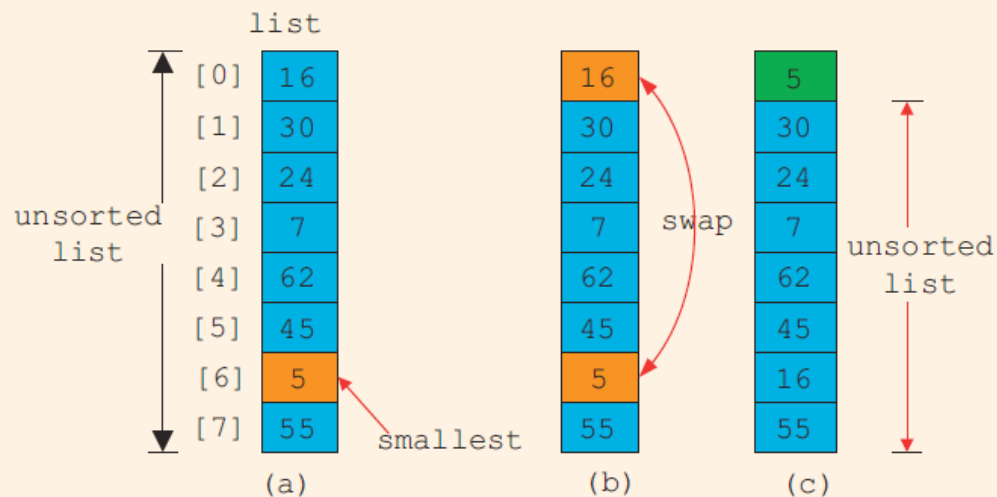 list
[0] 16 16 5
[1] 30 30 30
[2] 24 24 24
[3] 7 7 7
unsorted list swap unsorted list
[4] 62 62 62
[5] 45 45 45
[6] 5 5 16
[7] 55 55 55
smallest
(a) (b) (c)